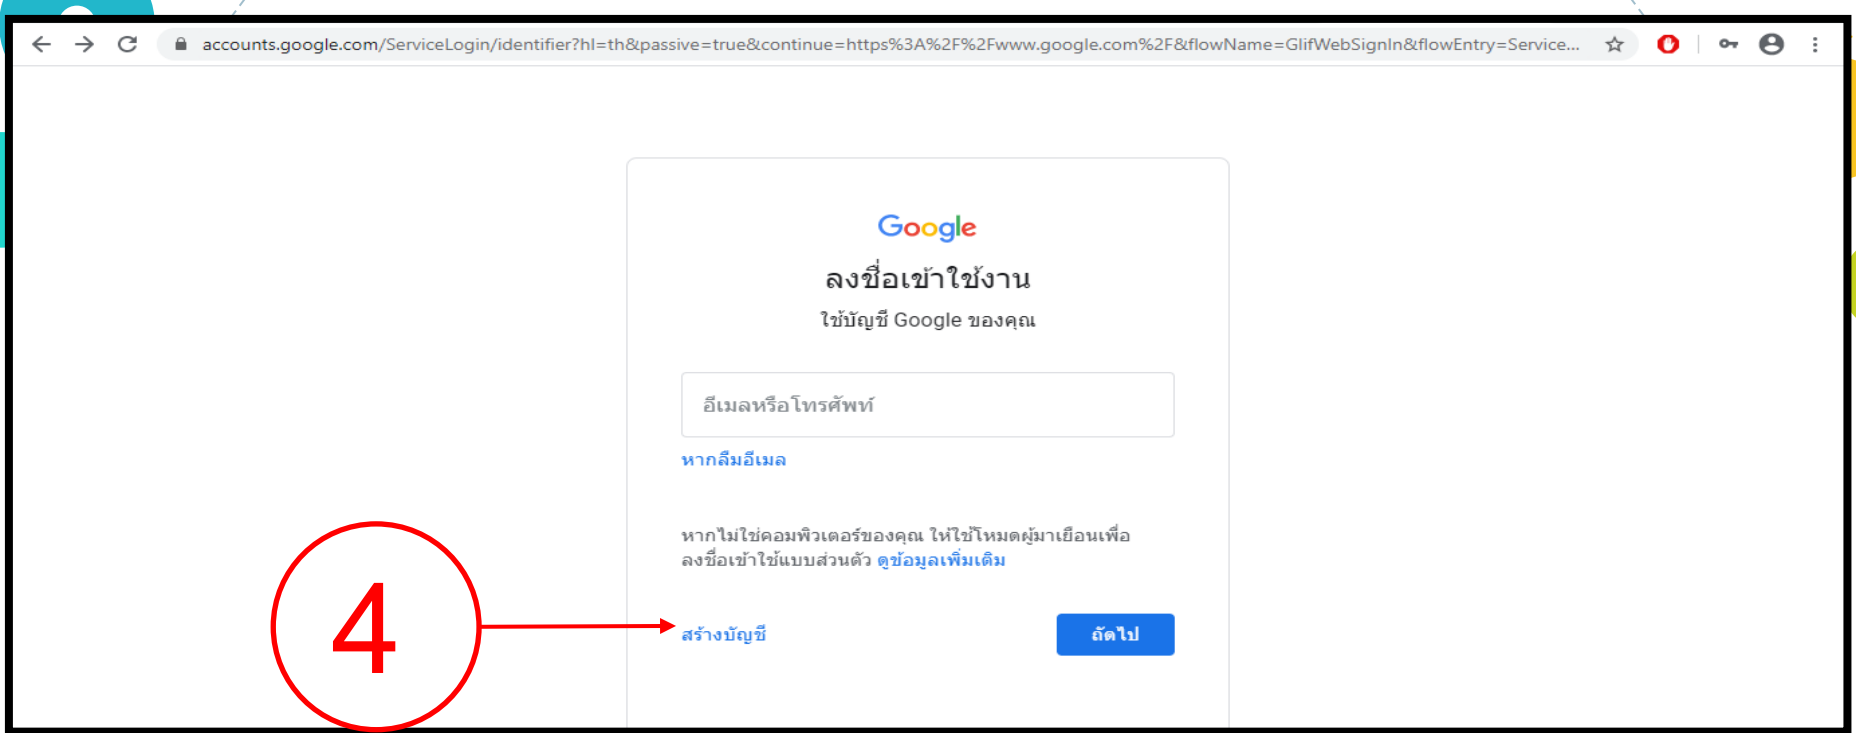 accounts.google.com/ServiceLogin/identifier?hl=th&passive=true&continue=https%3A%2F%2Fwww.google.com%2F&flowName=GlifWebSignIn&flowEntry=Service...
Google
ลงชื่อเข้าใช้งาน
ใช้บัญชี Google ของคุณ
อีเมลหรือโทรศัพท์
หากลืมอีเมล
หากไม่ใช่คอมพิวเตอร์ของคุณ ให้ใช้โหมดผู้มาเยือนเพื่อ
ลงชื่อเข้าใช้แบบส่วนตัว ดูข้อมูลเพิ่มเติม
4
สร้างบัญชี
ถัดไป